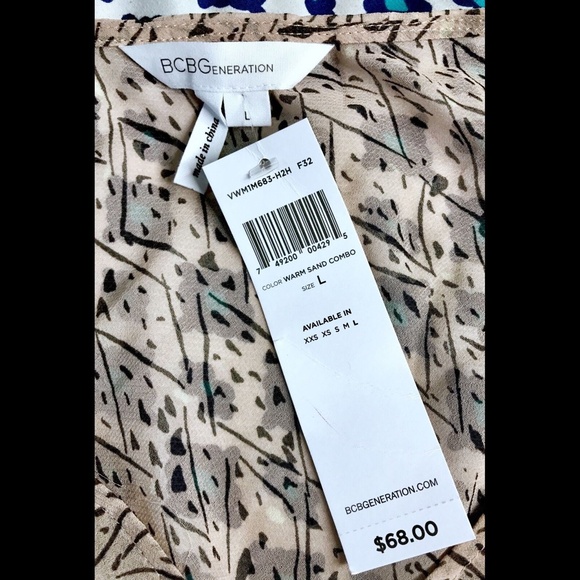 BCBGENERATION
L
made in china
VWM1M683-H2H F32
7 49200 00429 5
COLOR WARM SAND COMBO
SIZE L
AVAILABLE IN
XXS XS S M L
BCBGENERATION.COM
$68.00